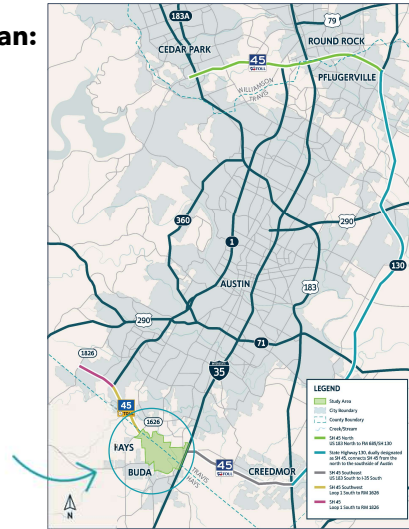 an:
183A
79
CEDAR PARK
ROUND ROCK
45
TOLL
PFLUGERVILLE
WILLIAMSON
TRAVIS
360
290
1
130
AUSTIN
183
290
71
1826
INTERSTATE
35
45
TOLL
1626
HAYS
BUDA
TRAVIS
HAYS
45
TOLL
CREEDMOR
N
LEGEND
Study Area
City Boundary
County Boundary
Creek/Stream
SH 45 North
US 183 North to FM 685/SH 130
State Highway 130, dually designated
as SH 45, connects SH 45 from the
north to the southside of Austin
SH 45 Southeast
US 183 South to I-35 South
SH 45 Southwest
Loop 1 South to RM 1626
SH 45
Loop 1 South to RM 1826